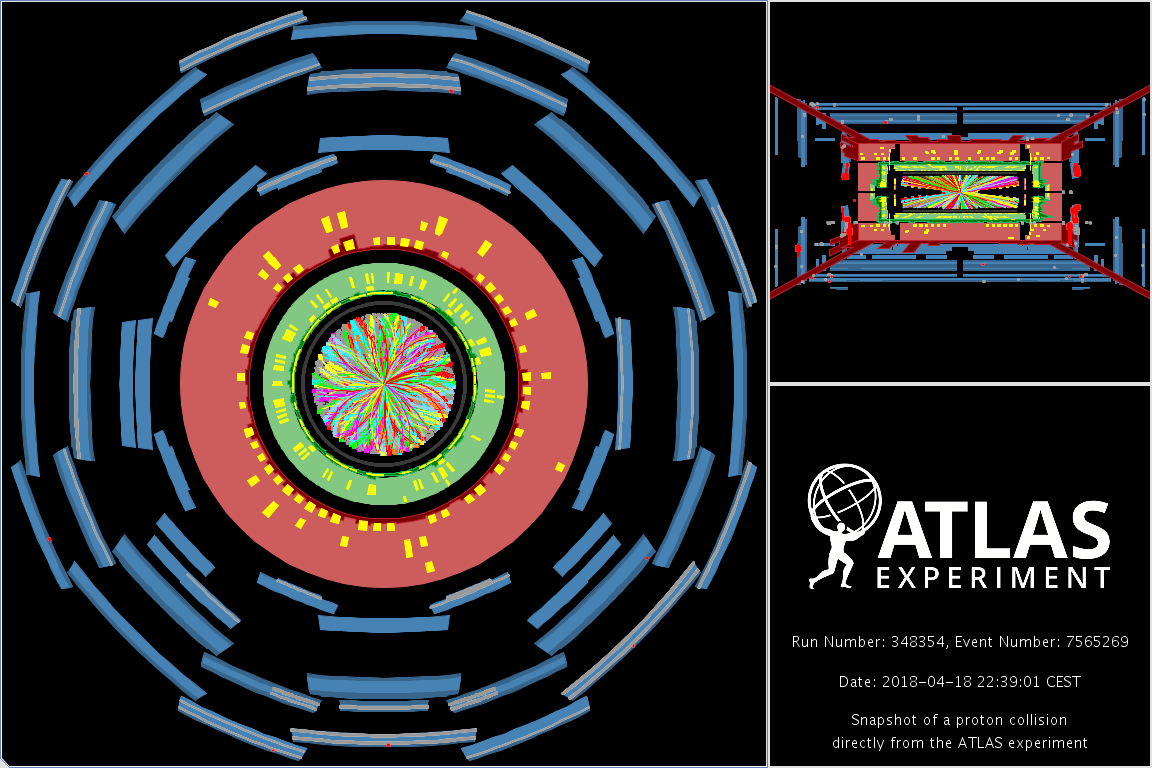 ATLAS
EXPERIMENT
Run Number: 348354, Event Number: 7565269
Date: 2018-04-18 22:39:01 CEST
Snapshot of a proton collision
directly from the ATLAS experiment